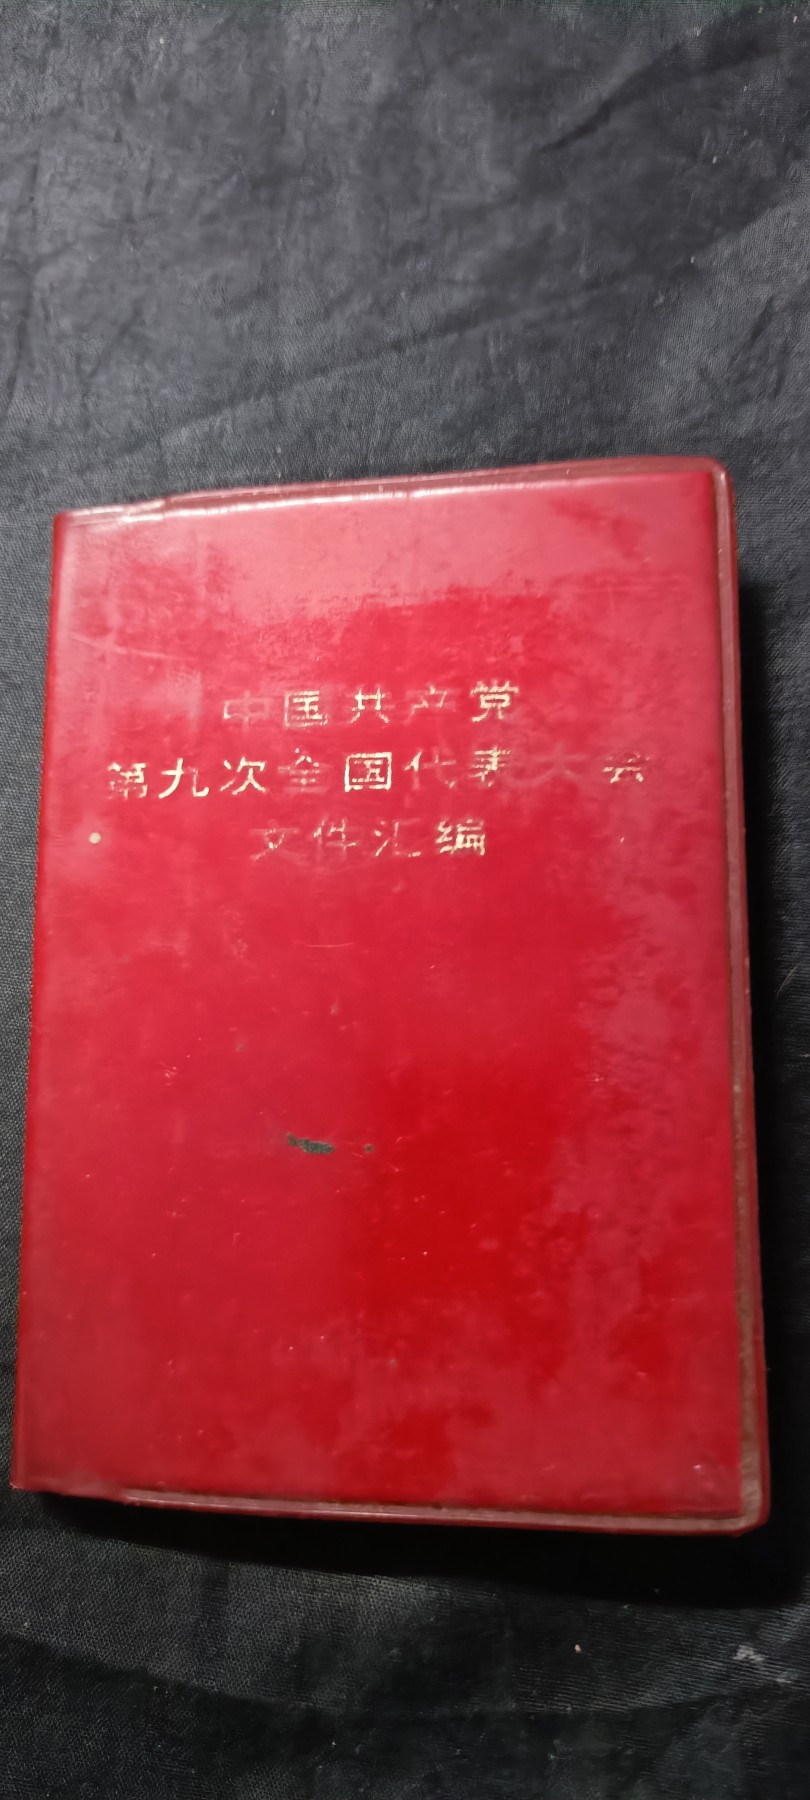 中国共产党
第九次全国代表大会
文件汇编